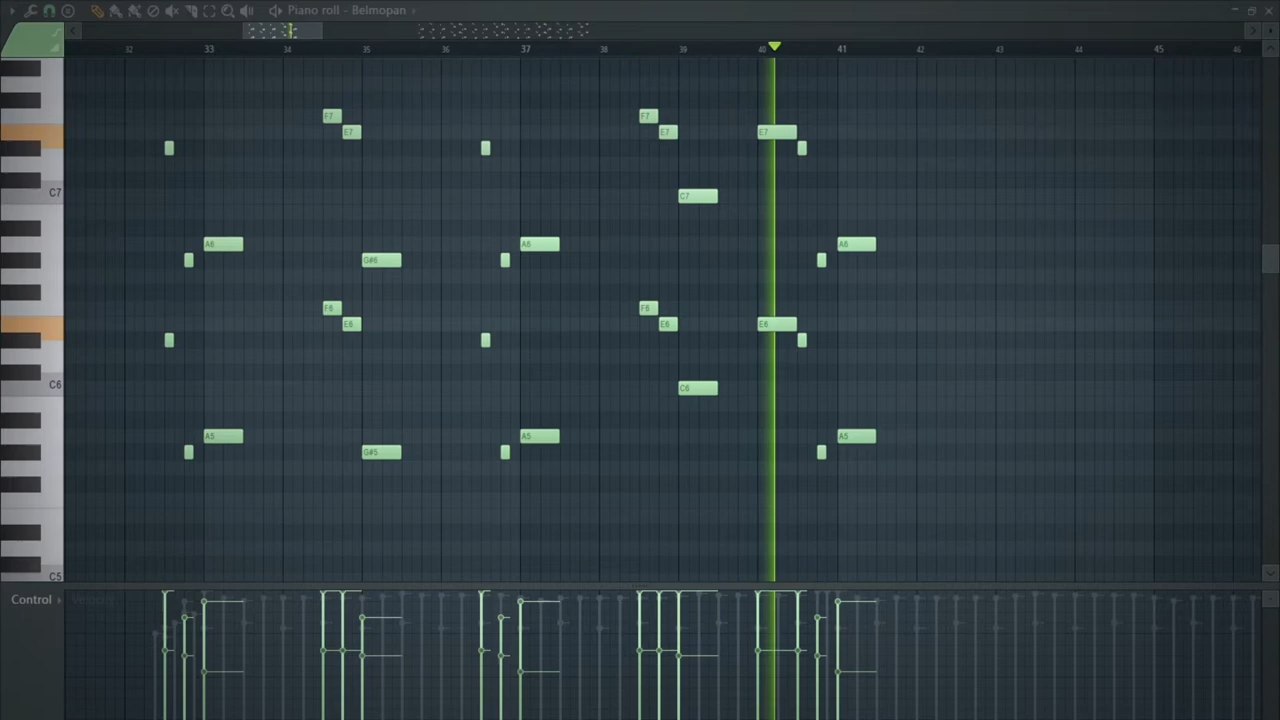 Piano roll - Belmopan
32 33 34 35 36 37 38 39 40 41 42 43 44 45 46
F7 F7
E7 E7 E7
C7 C7
A6 A6 A6
G#6
F6 F6
E6 E6 E6
C6 C6
A5 A5 A5
G#5
C5
Control Velocity